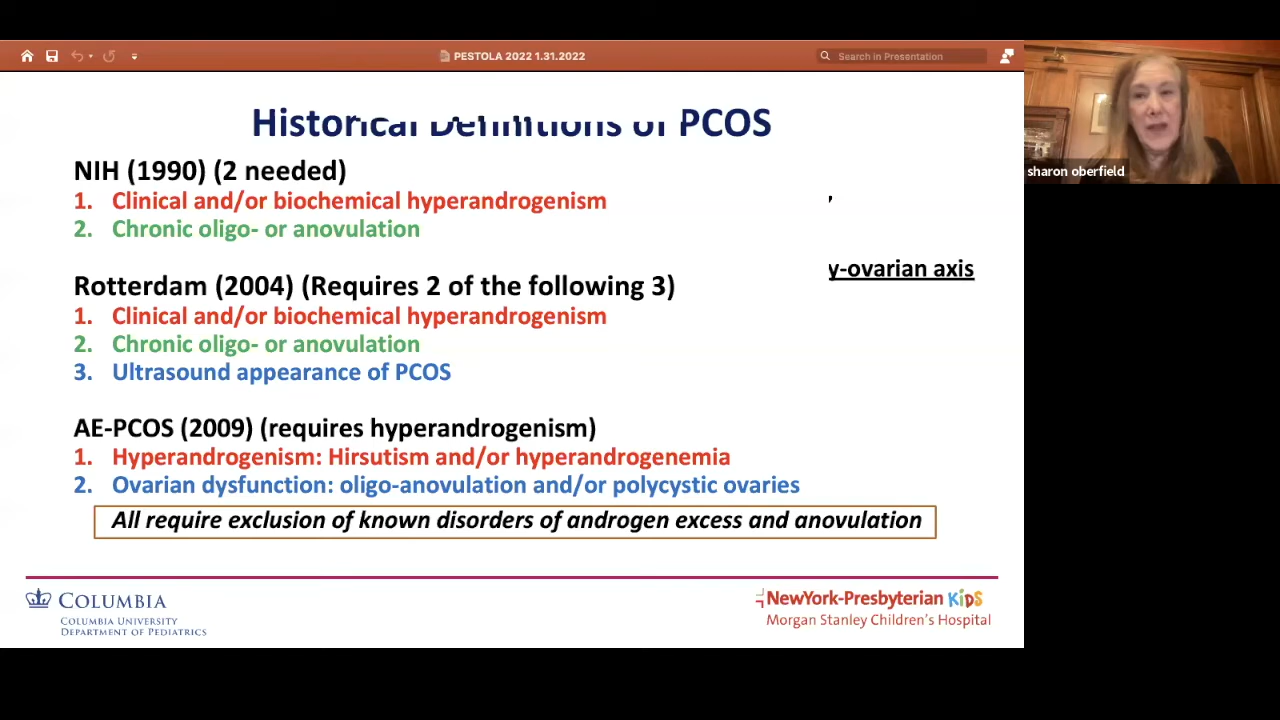 PESTOLA 2022 1.31.2022
Search in Presentation
Historical Definitions of PCOS
sharon oberfield
NIH (1990) (2 needed)
1. Clinical and/or biochemical hyperandrogenism
2. Chronic oligo- or anovulation
y-ovarian axis
Rotterdam (2004) (Requires 2 of the following 3)
1. Clinical and/or biochemical hyperandrogenism
2. Chronic oligo- or anovulation
3. Ultrasound appearance of PCOS
AE-PCOS (2009) (requires hyperandrogenism)
1. Hyperandrogenism: Hirsutism and/or hyperandrogenemia
2. Ovarian dysfunction: oligo-anovulation and/or polycystic ovaries
All require exclusion of known disorders of androgen excess and anovulation
COLUMBIA
COLUMBIA UNIVERSITY
DEPARTMENT OF PEDIATRICS
NewYork-Presbyterian KiDS
Morgan Stanley Children's Hospital